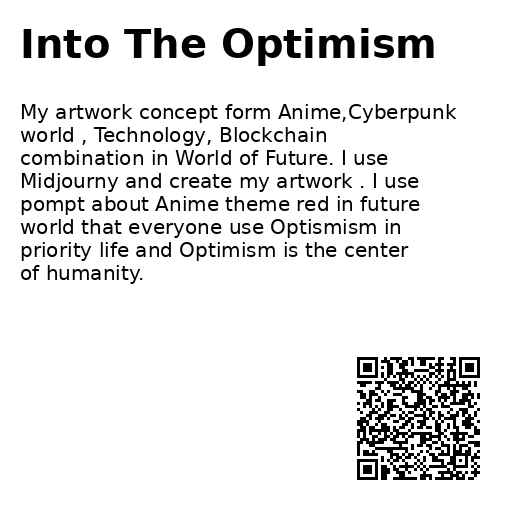 Into The Optimism
My artwork concept form Anime,Cyberpunk
world , Technology, Blockchain
combination in World of Future. I use
Midjourny and create my artwork . I use
pompt about Anime theme red in future
world that everyone use Optismism in
priority life and Optimism is the center
of humanity.